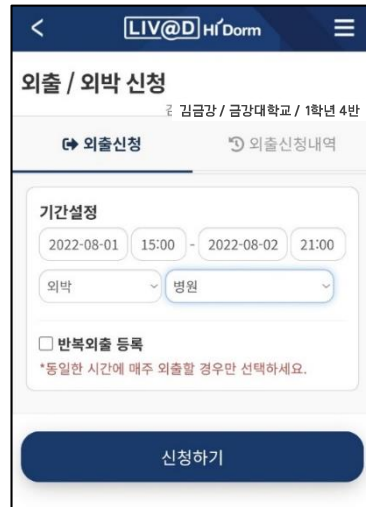 LIV@D Hi Dorm
외출 / 외박 신청
김금강 / 금강대학교 / 1학년 4반
외출신청 외출신청내역
기간설정
2022-08-01 15:00 - 2022-08-02 21:00
외박 병원
반복외출 등록
*동일한 시간에 매주 외출할 경우만 선택하세요.
신청하기